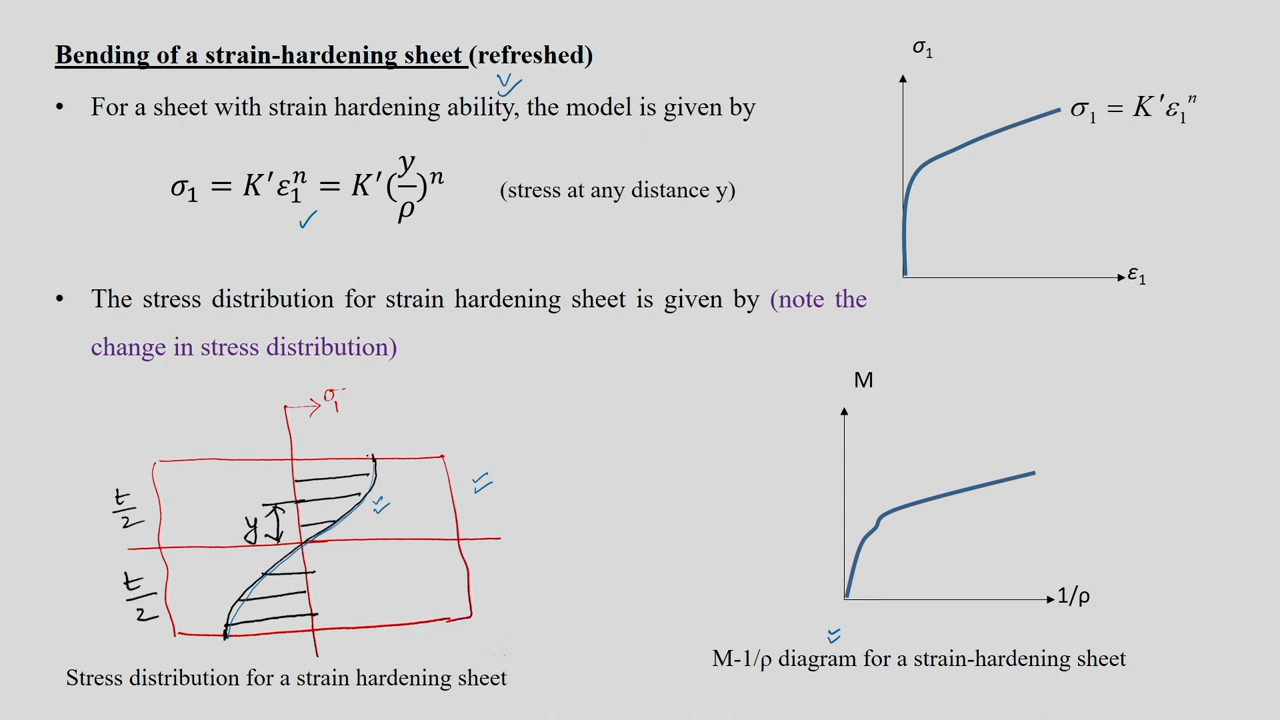 Bending of a strain-hardening sheet (refreshed)
• For a sheet with strain hardening ability, the model is given by
σ₁ = K′ε₁ⁿ = K′(y/ρ)ⁿ (stress at any distance y)
• The stress distribution for strain hardening sheet is given by (note the
change in stress distribution)
σ₁
t/2
y
t/2
Stress distribution for a strain hardening sheet
σ₁
σ₁ = K′ε₁ⁿ
ε₁
M
1/ρ
M-1/ρ diagram for a strain-hardening sheet